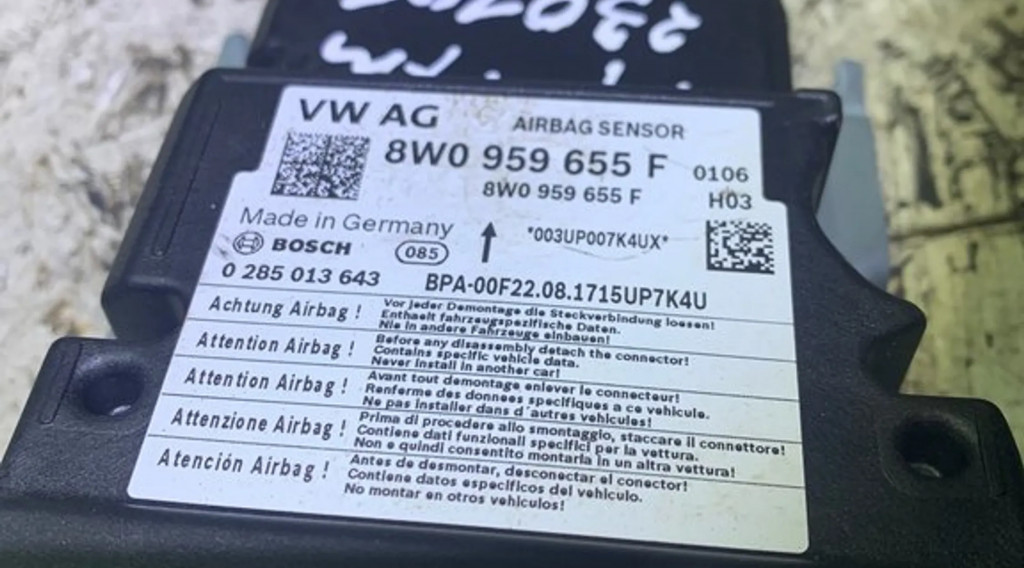 VW AG
AIRBAG SENSOR
8W0 959 655 F 0106
8W0 959 655 F H03
Made in Germany
*003UP007K4UX*
BOSCH 085
0 285 013 643 BPA-00F22.08.1715UP7K4U
Achtung Airbag !
Vor jeder Demontage die Steckverbindung loesen!
Enthaelt fahrzeugspezifische Daten.
Nie in andere Fahrzeuge einbauen!
Attention Airbag !
Before any disassembly detach the connector!
Contains specific vehicle data.
Never install in another car!
Attention Airbag !
Avant tout demontage enlever le connecteur!
Renferme des donnees specifiques a ce vehicule.
Ne pas installer dans d'autres vehicules!
Attenzione Airbag !
Prima di procedere allo smontaggio, staccare il connettore!
Contiene dati funzionali specifici per la vettura.
Non e quindi consentito montarla in un altra vettura!
Atención Airbag !
Antes de desmontar, desconectar el conector!
Contiene datos especificos del vehiculo.
No montar en otros vehiculos!